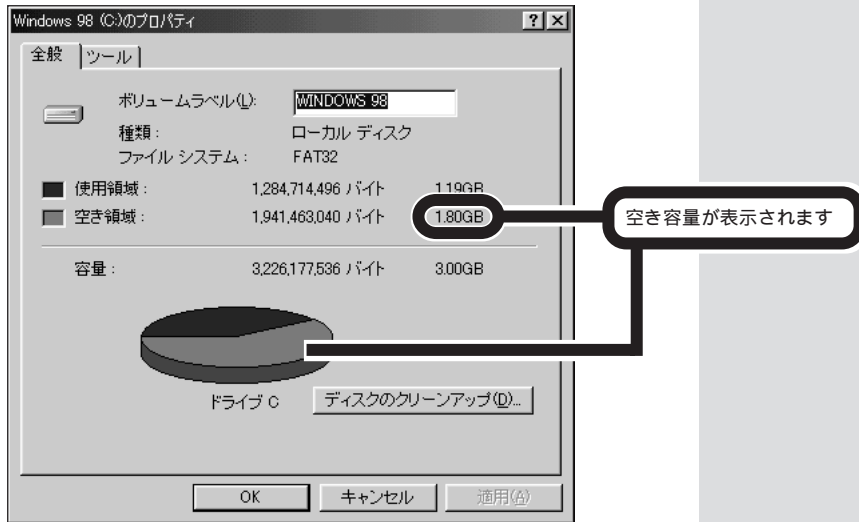 Windows 98 (C:)のプロパティ
全般 ツール
ボリュームラベル(L): WINDOWS 98
種類 : ローカル ディスク
ファイル システム : FAT32
使用領域 : 1,284,714,496 バイト 1.19GB
空き領域 : 1,941,463,040 バイト 1.80GB
空き容量が表示されます
容量 : 3,226,177,536 バイト 3.00GB
ドライブ C ディスクのクリーンアップ(D)...
OK キャンセル 適用(A)